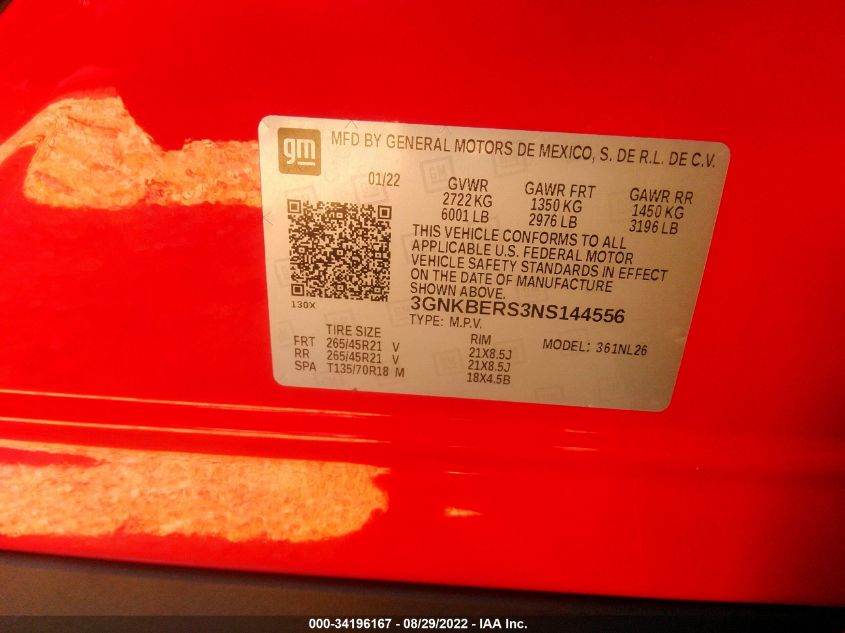 gm
MFD BY GENERAL MOTORS DE MEXICO, S. DE R.L. DE C.V.
01/22
GVWR
2722 KG
6001 LB
GAWR FRT
1350 KG
2976 LB
GAWR RR
1450 KG
3196 LB
THIS VEHICLE CONFORMS TO ALL
APPLICABLE U.S. FEDERAL MOTOR
VEHICLE SAFETY STANDARDS IN EFFECT
ON THE DATE OF MANUFACTURE
SHOWN ABOVE.
130X
3GNKBERS3NS144556
TYPE: M.P.V.
TIRE SIZE
RIM
MODEL: 361NL26
FRT 265/45R21 V 21X8.5J
RR 265/45R21 V 21X8.5J
SPA T135/70R18 M 18X4.5B
000-34196167 - 08/29/2022 - IAA Inc.